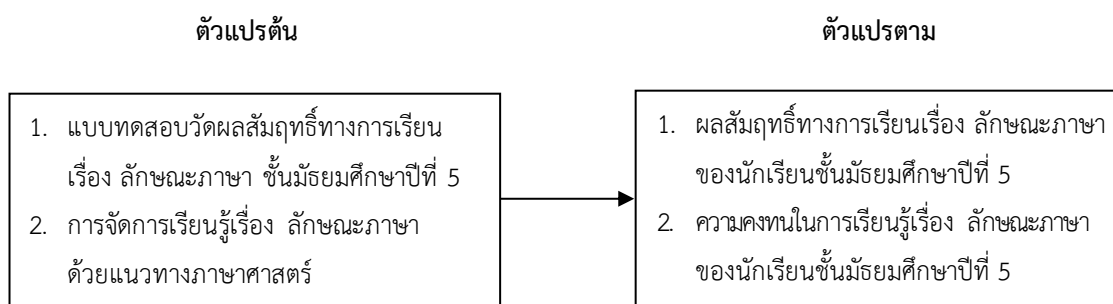 ตัวแปรต้น
ตัวแปรตาม
1. แบบทดสอบวัดผลสัมฤทธิ์ทางการเรียน
เรื่อง ลักษณะภาษา ชั้นมัธยมศึกษาปีที่ 5
2. การจัดการเรียนรู้เรื่อง ลักษณะภาษา
ด้วยแนวทางภาษาศาสตร์
1. ผลสัมฤทธิ์ทางการเรียนเรื่อง ลักษณะภาษา
ของนักเรียนชั้นมัธยมศึกษาปีที่ 5
2. ความคงทนในการเรียนรู้เรื่อง ลักษณะภาษา
ของนักเรียนชั้นมัธยมศึกษาปีที่ 5